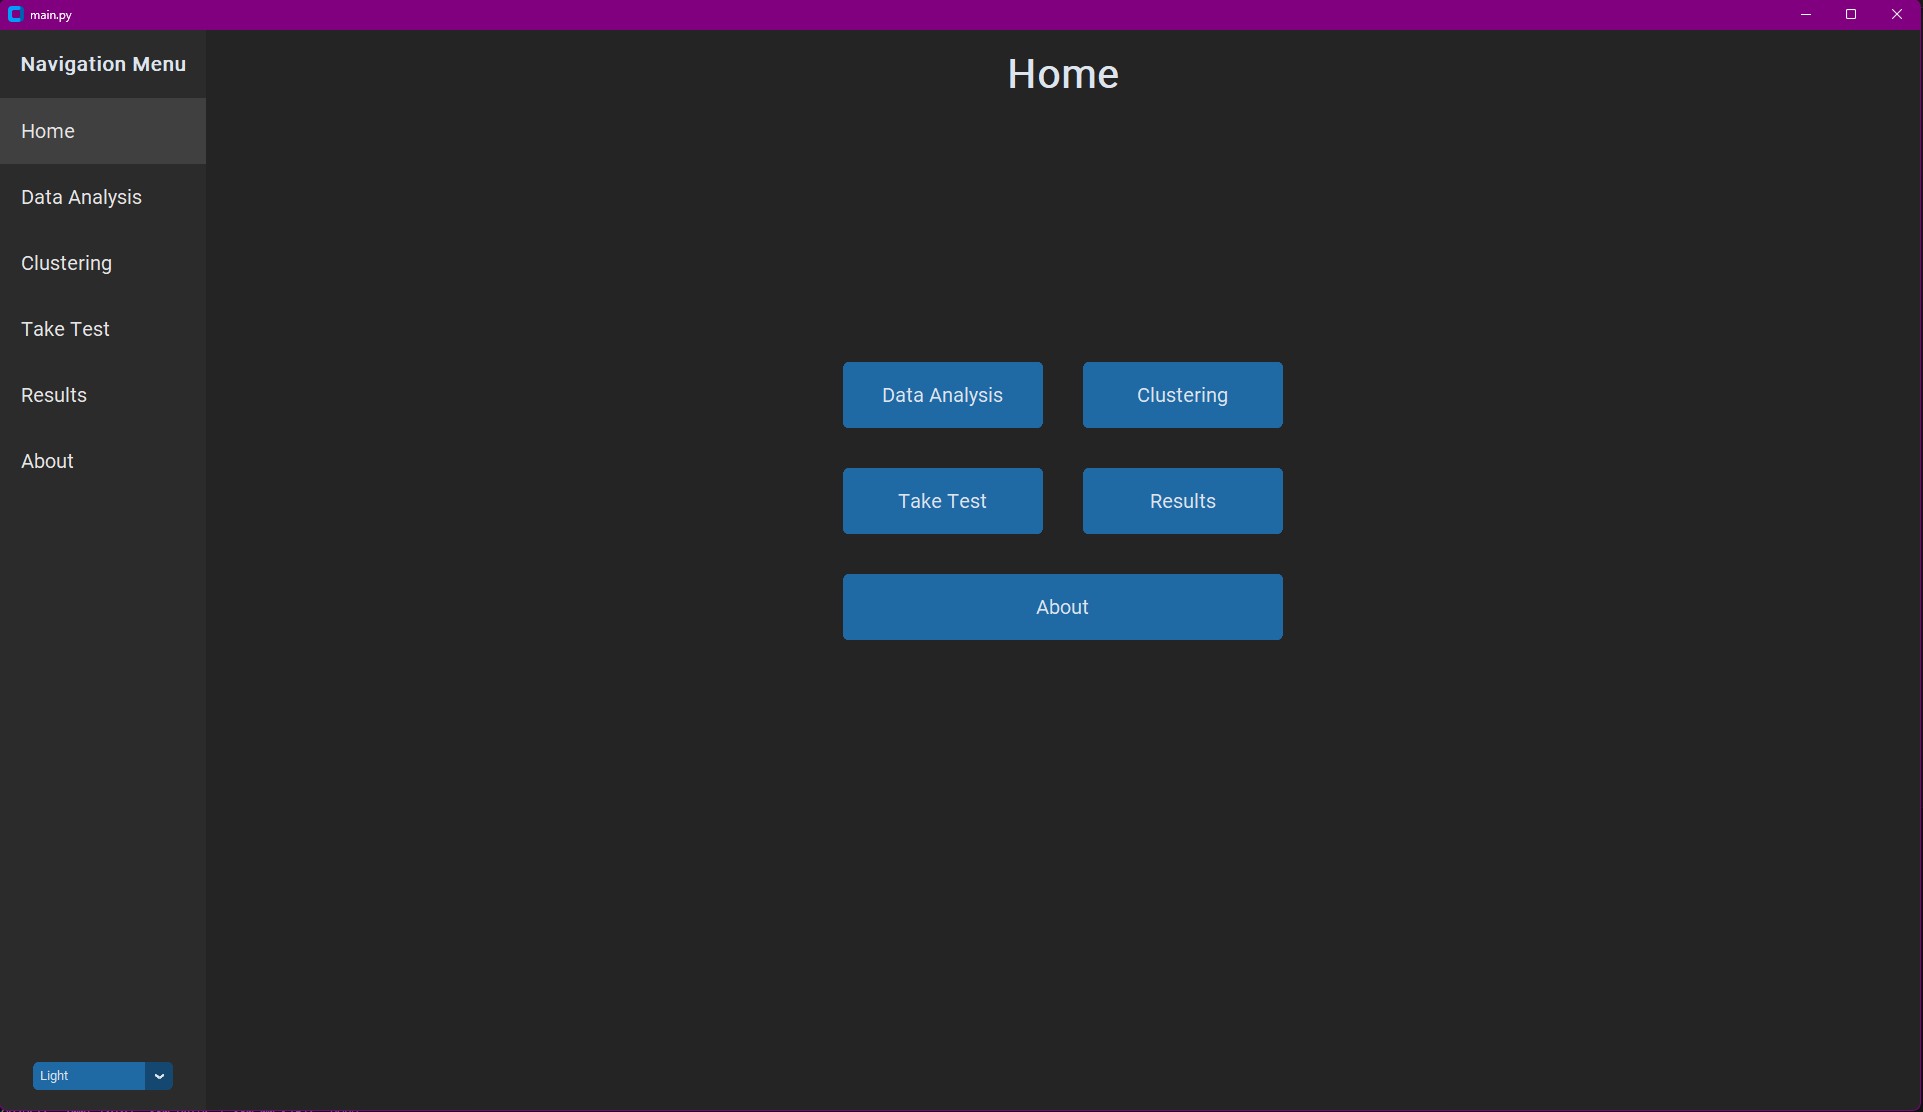 main.py
Navigation Menu
Home
Data Analysis
Clustering
Take Test
Results
About
Light
Home
Data Analysis
Clustering
Take Test
Results
About